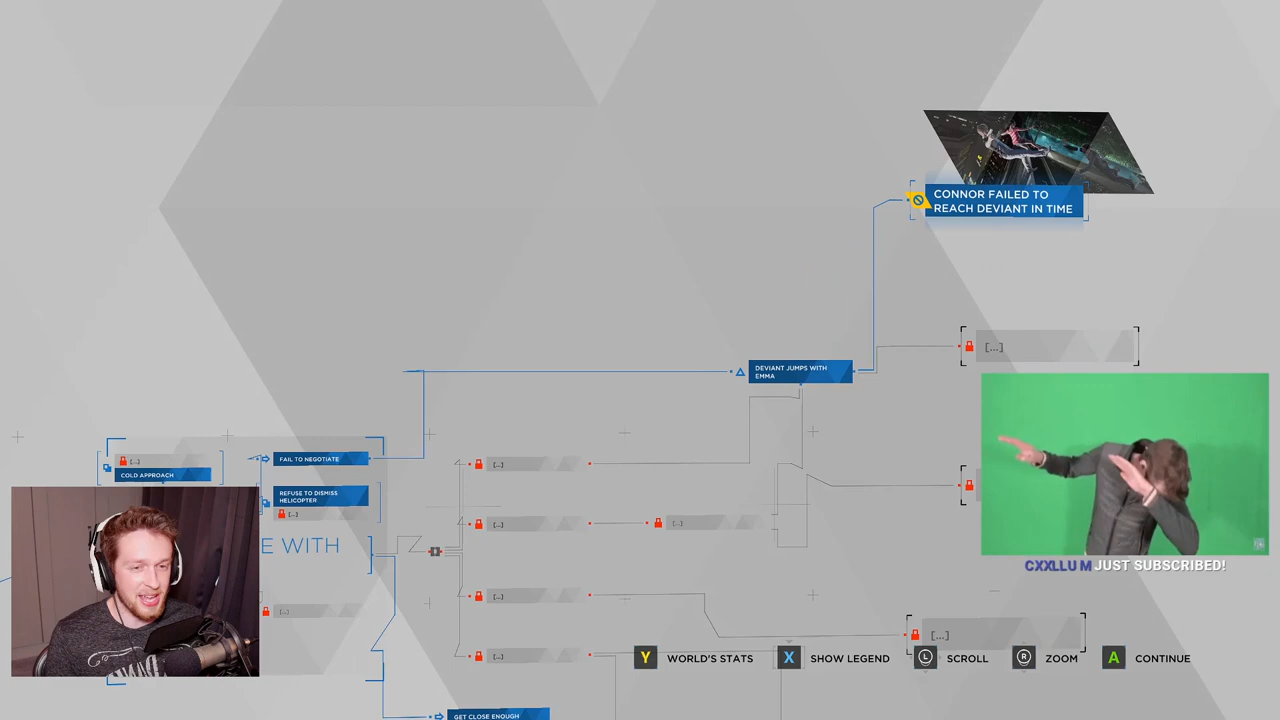 CONNOR FAILED TO
REACH DEVIANT IN TIME
[...]
DEVIANT JUMPS WITH
EMMA
[...]
COLD APPROACH
FAIL TO NEGOTIATE
REFUSE TO DISMISS
HELICOPTER
[...]
E WITH
[...]
[...]
[...]
[...]
[...]
[...]
CXXLLU M JUST SUBSCRIBED!
[...]
Y WORLD'S STATS
X SHOW LEGEND
L SCROLL
R ZOOM
A CONTINUE
GET CLOSE ENOUGH